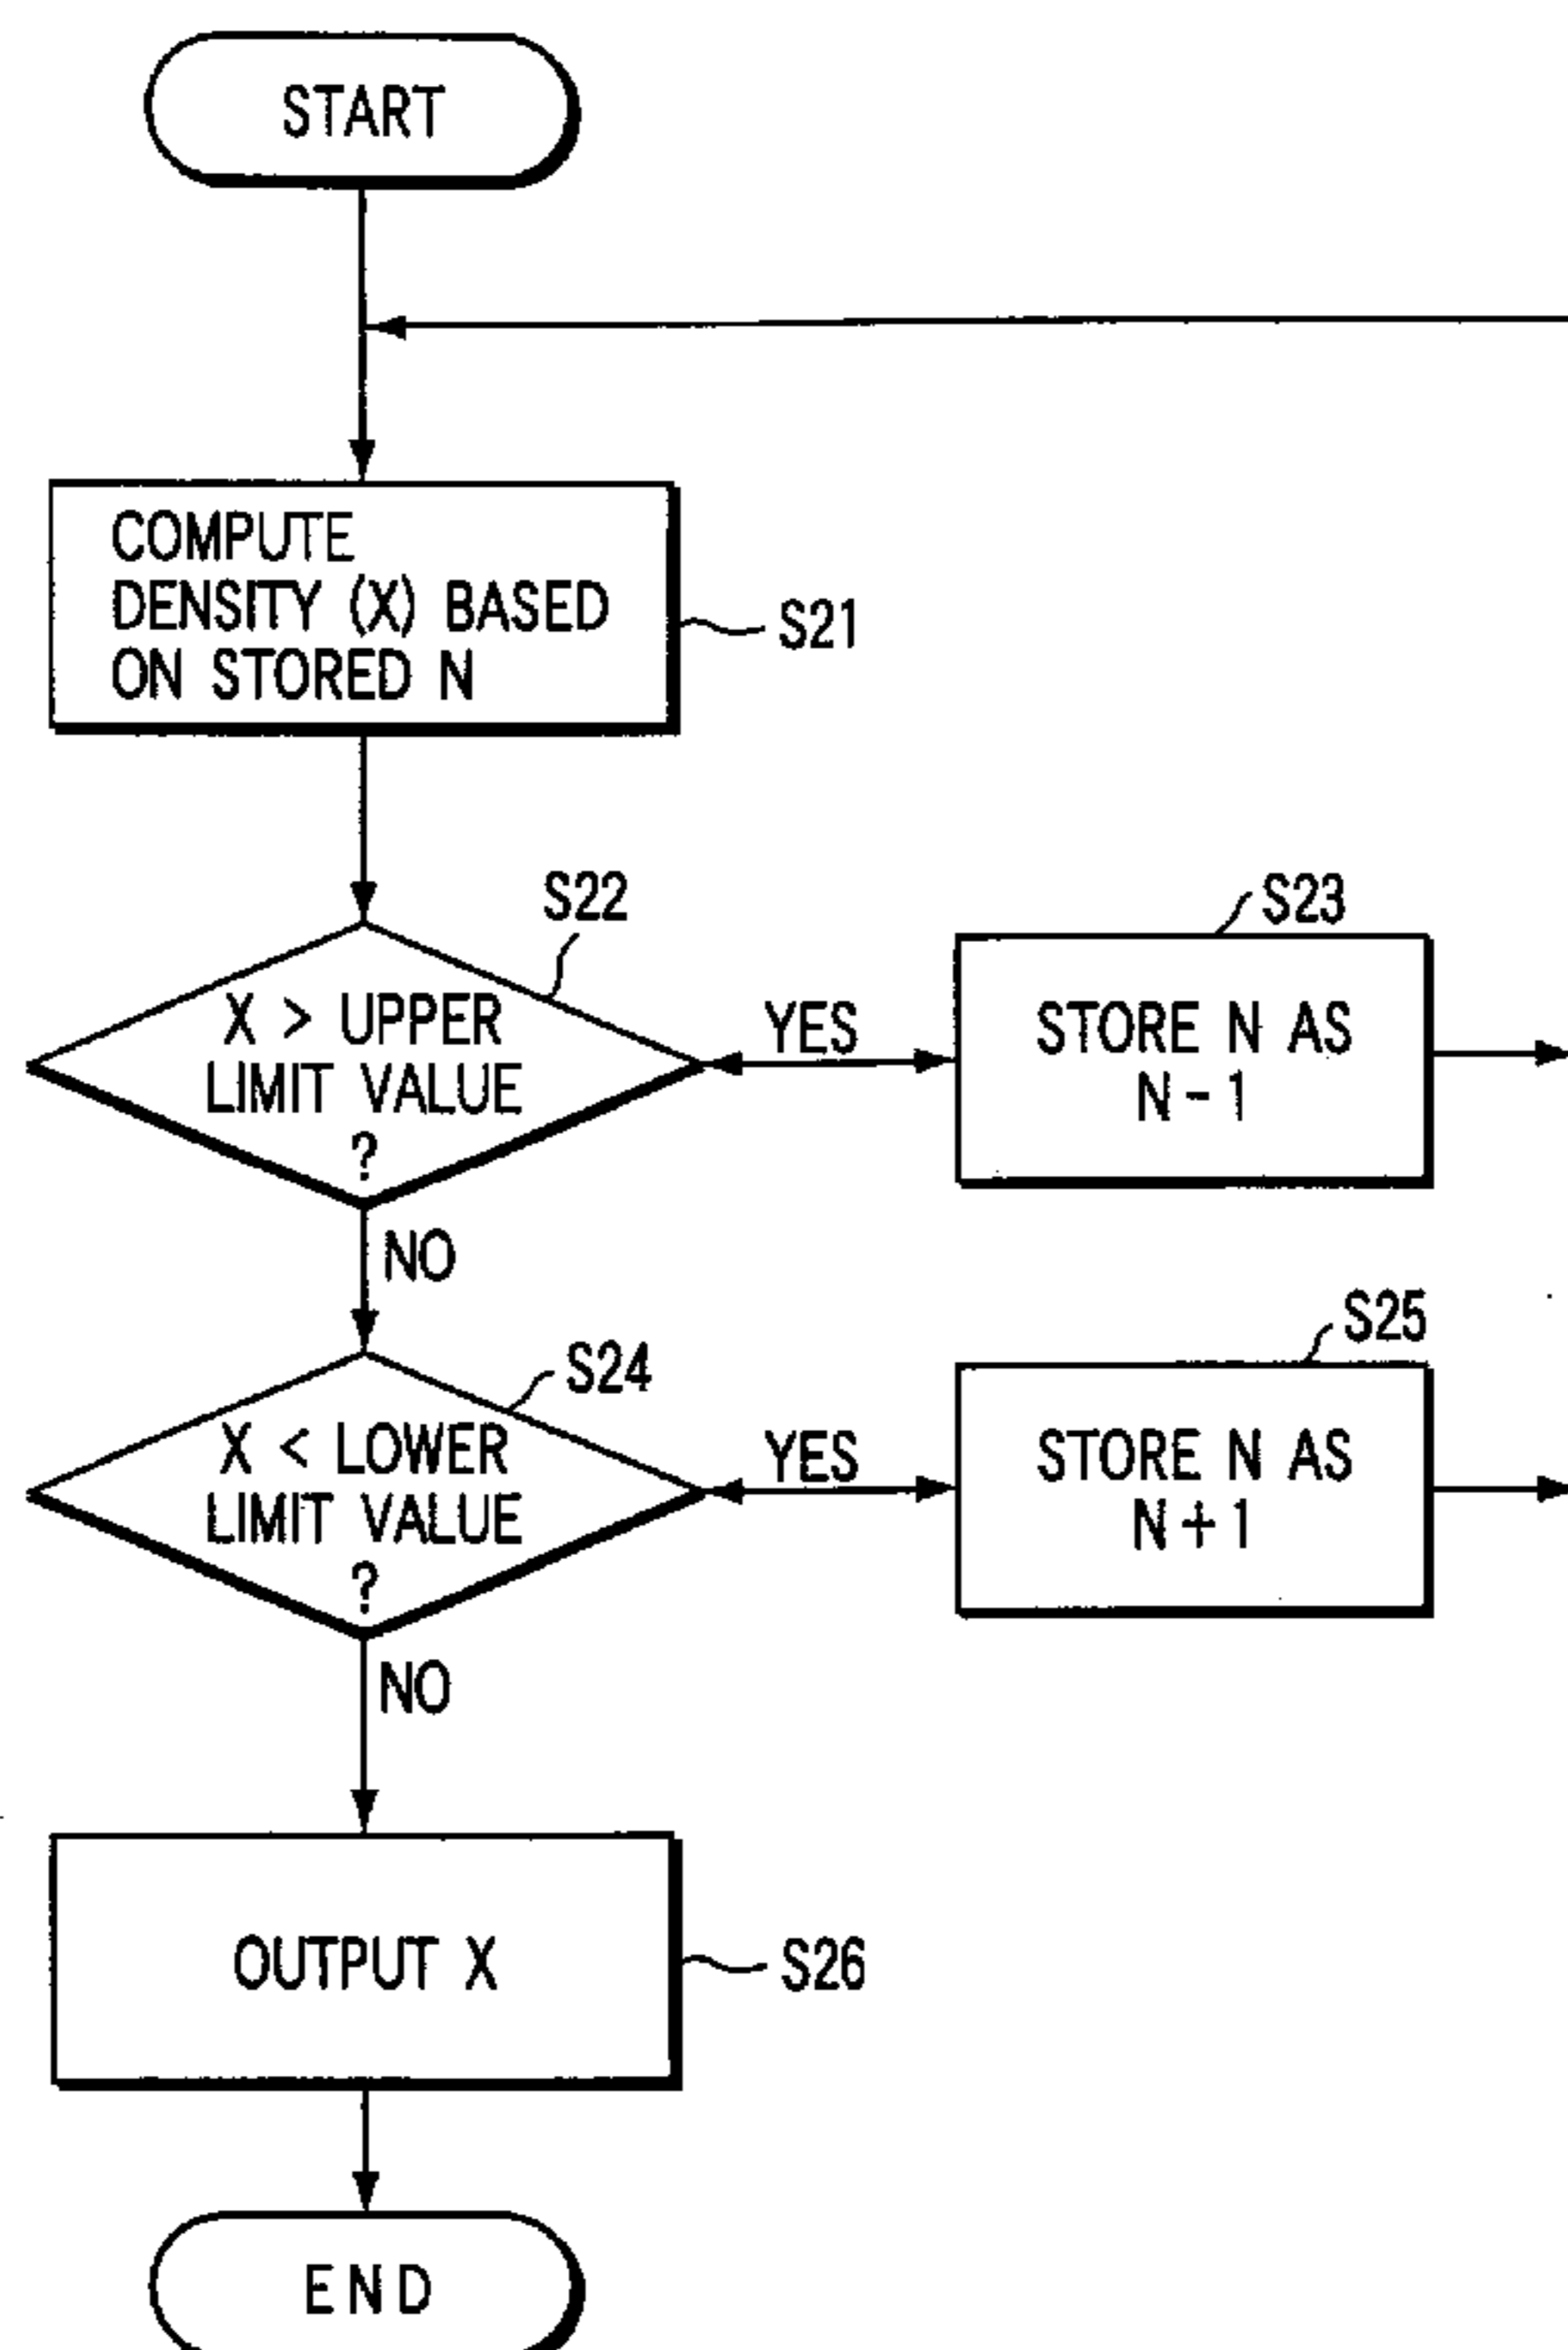 START
COMPUTE
DENSITY (X) BASED
ON STORED N
S21
S22
X > UPPER
LIMIT VALUE
?
YES
S23
STORE N AS
N-1
NO
S24
X < LOWER
LIMIT VALUE
?
YES
S25
STORE N AS
N+1
NO
OUTPUT X
S26
END